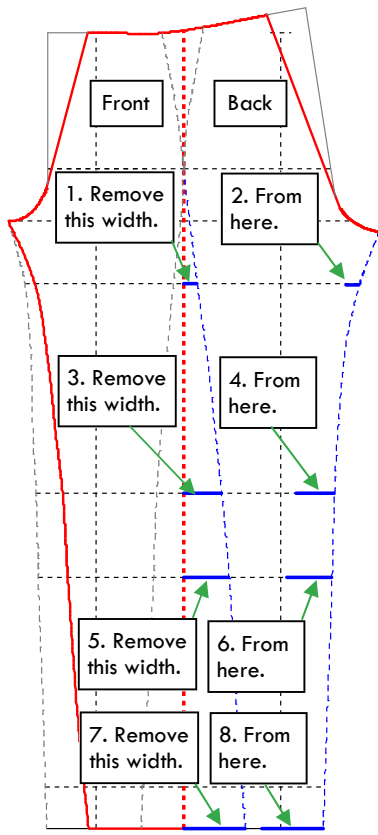 Front
Back
1. Remove
this width.
2. From
here.
3. Remove
this width.
4. From
here.
5. Remove
this width.
6. From
here.
7. Remove
this width.
8. From
here.